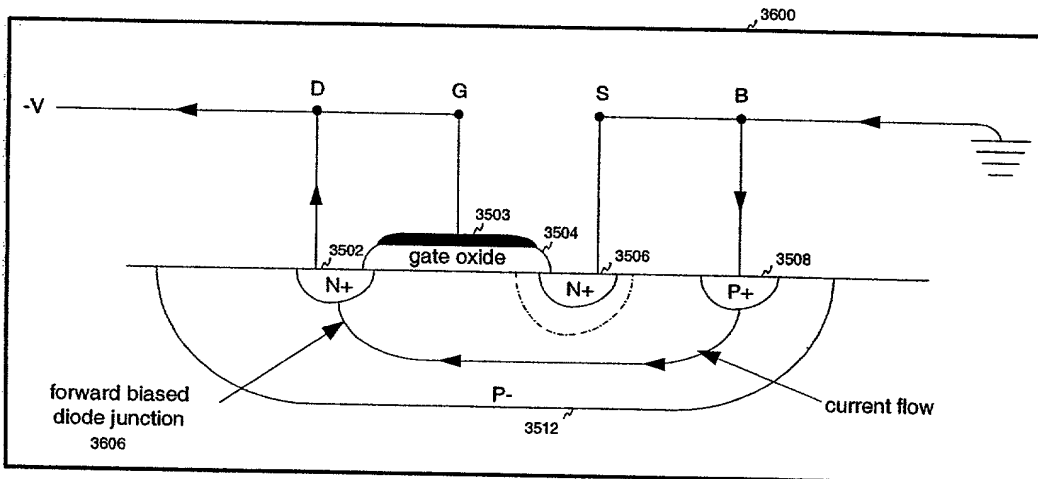 3600
-V D G S B
3503
3502 3504 3506 3508
gate oxide
N+ N+ P+
forward biased
diode junction
3606
P-
3512
current flow